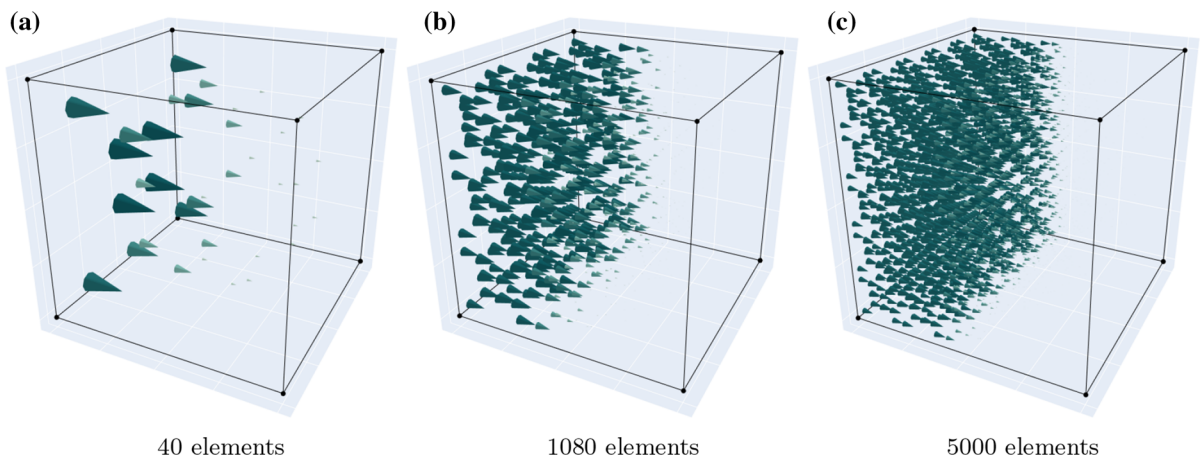 (a)
(b)
(c)
40 elements
1080 elements
5000 elements